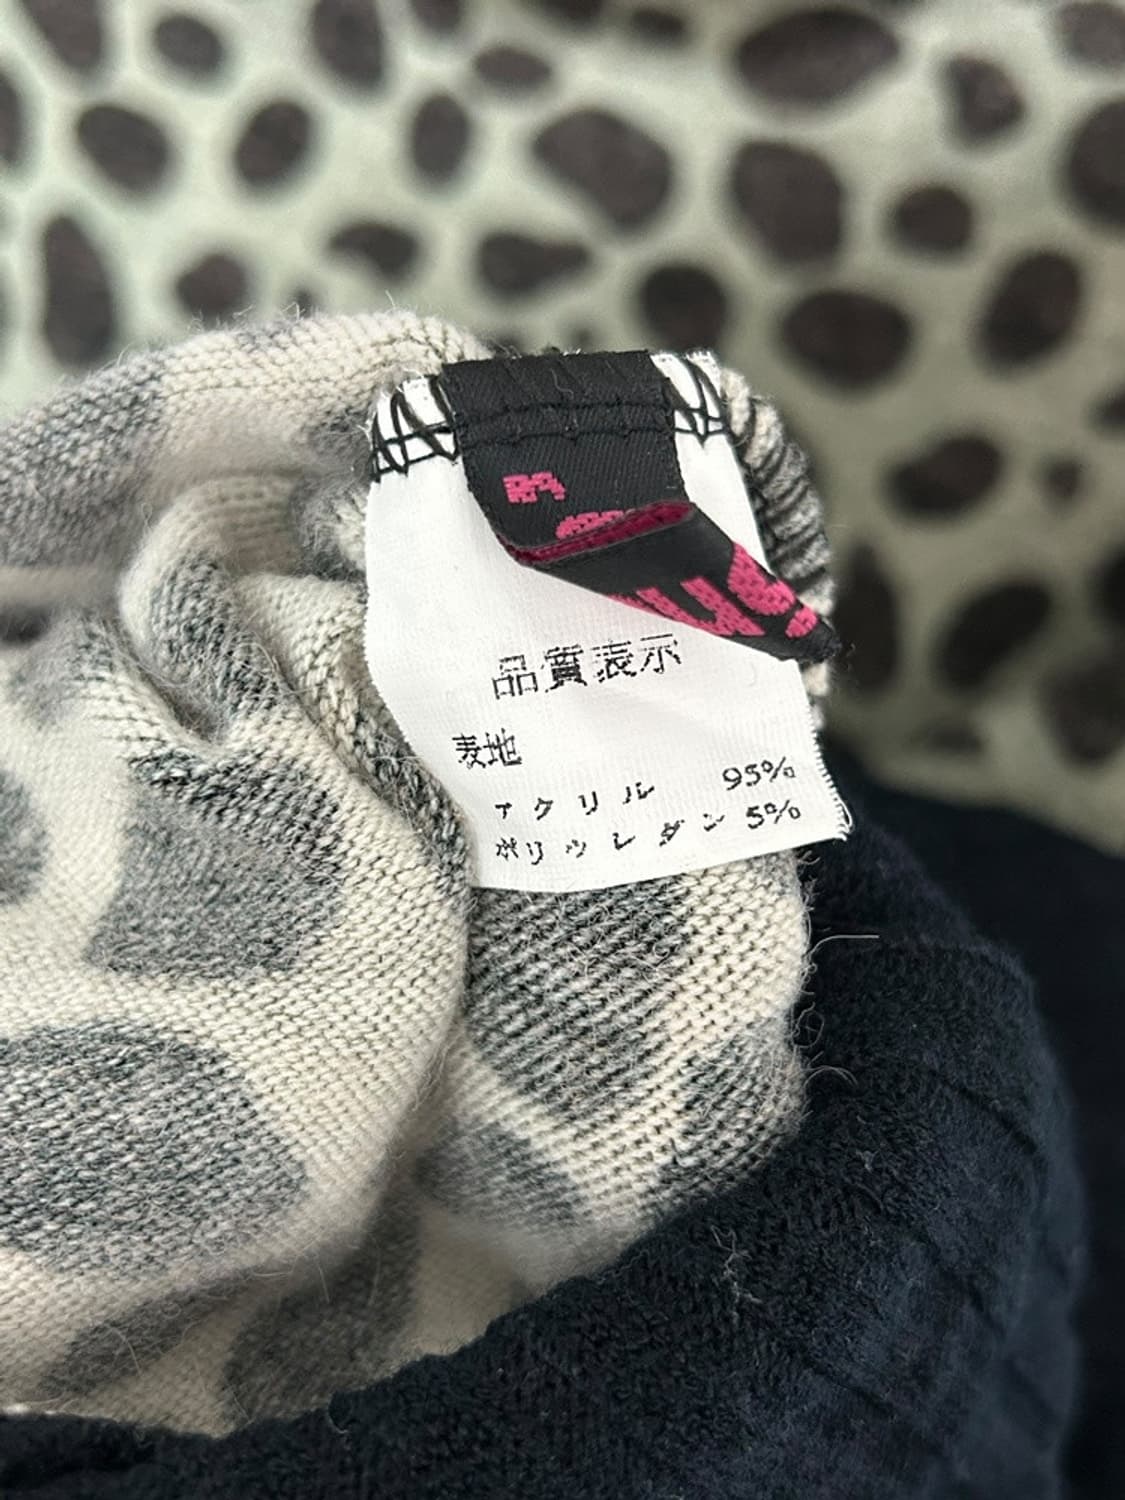 品質表示
表地
アクリル 95%
ポリウレタン 5%